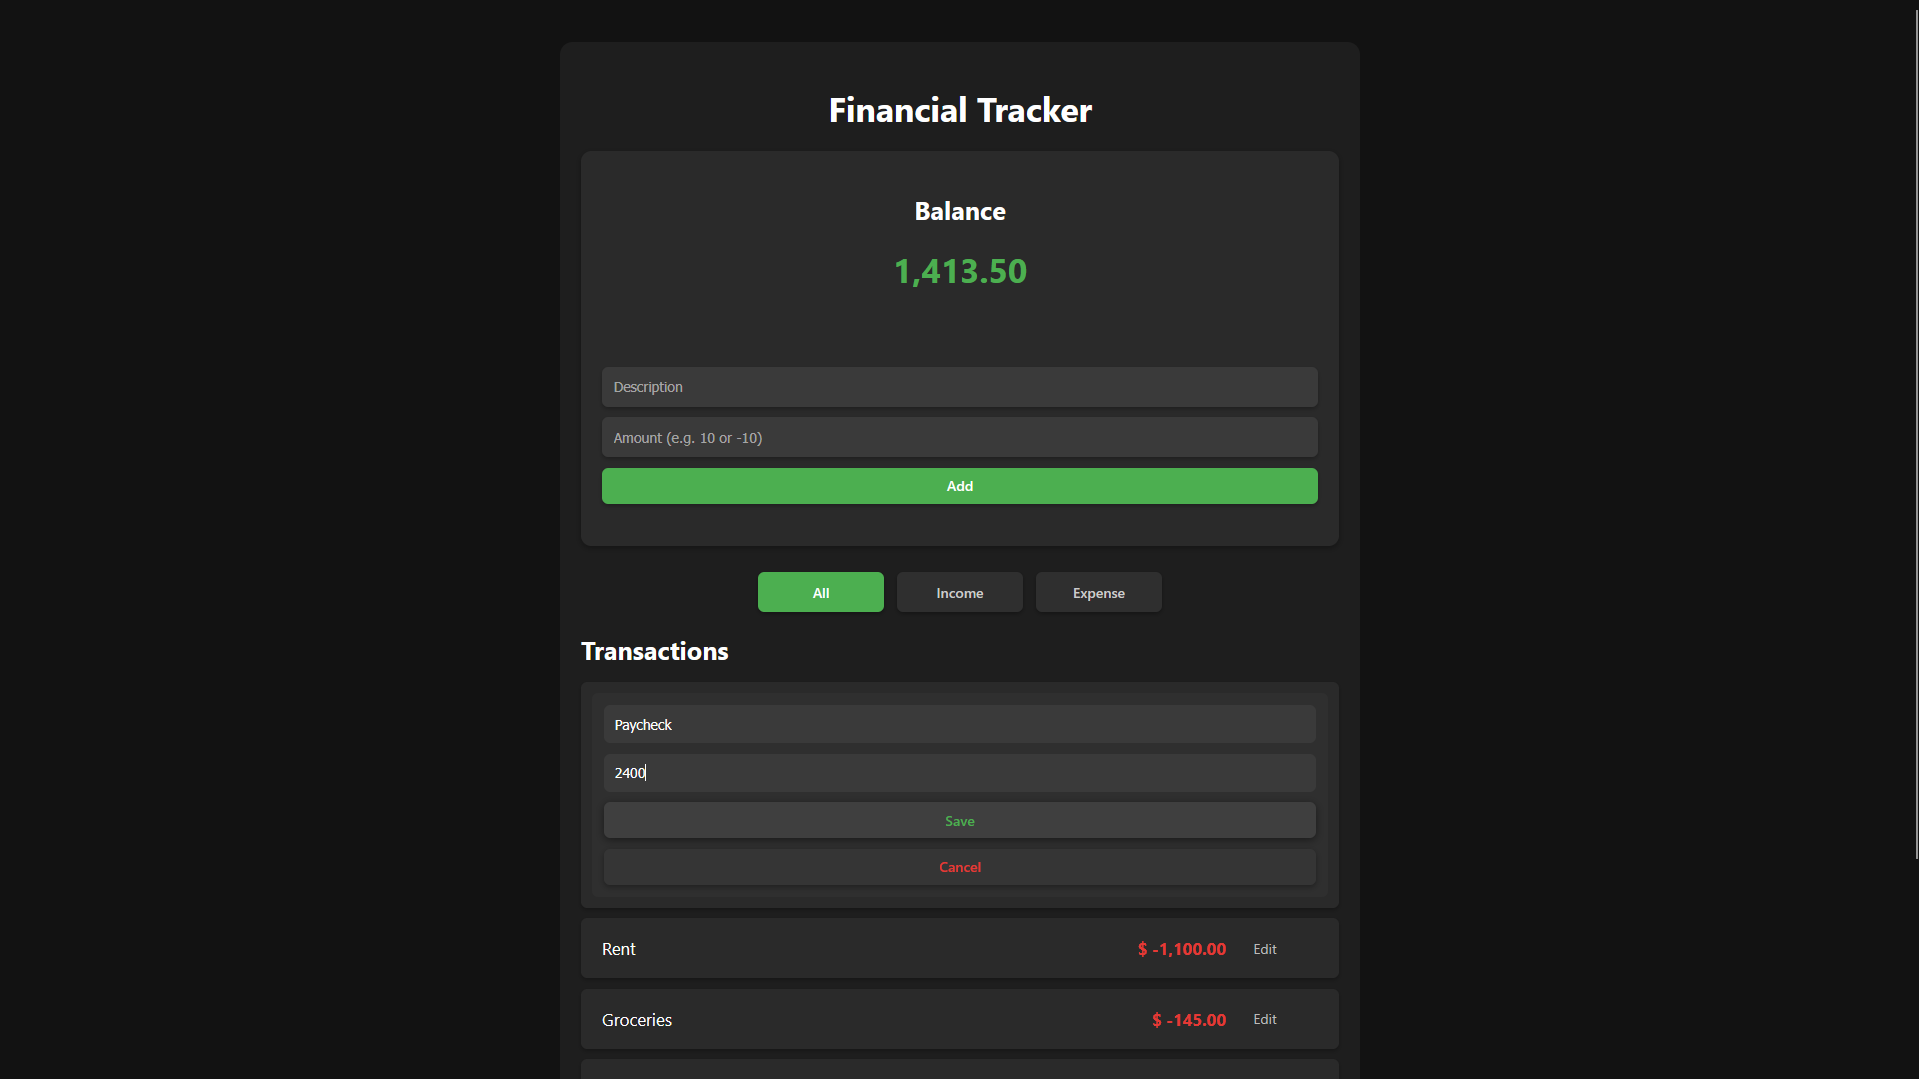 Financial Tracker
Balance
1,413.50
Description
Amount (e.g. 10 or -10)
Add
All Income Expense
Transactions
Paycheck
2400
Save
Cancel
Rent $ -1,100.00 Edit
Groceries $ -145.00 Edit